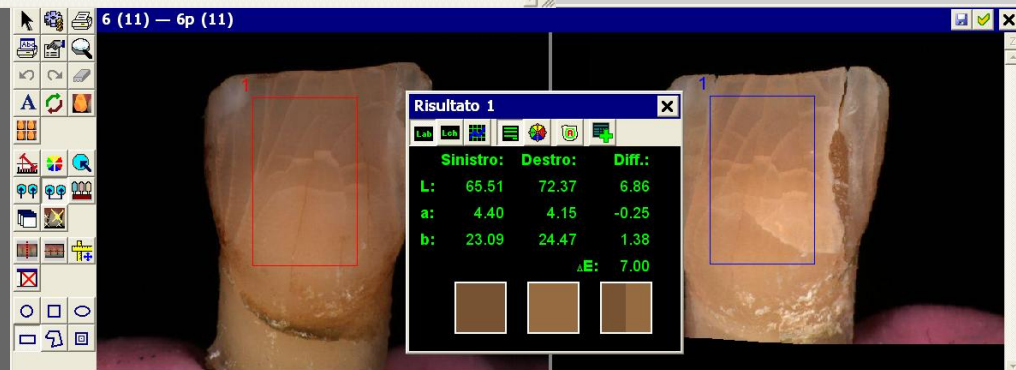 6 (11) — 6p (11)
1
1
Risultato 1
Lab Lch
Sinistro: Destro: Diff.:
L: 65.51 72.37 6.86
a: 4.40 4.15 -0.25
b: 23.09 24.47 1.38
ΔE: 7.00
Abc
A